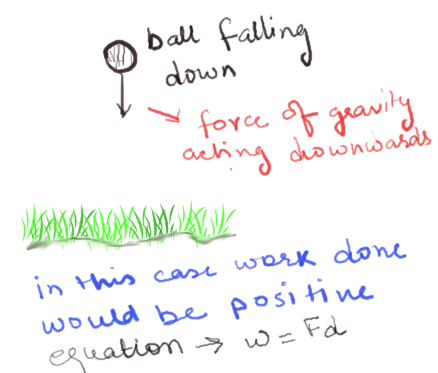 ball falling
down
force of gravity
acting downwards
in this case work done
would be positive
equation → w = Fd